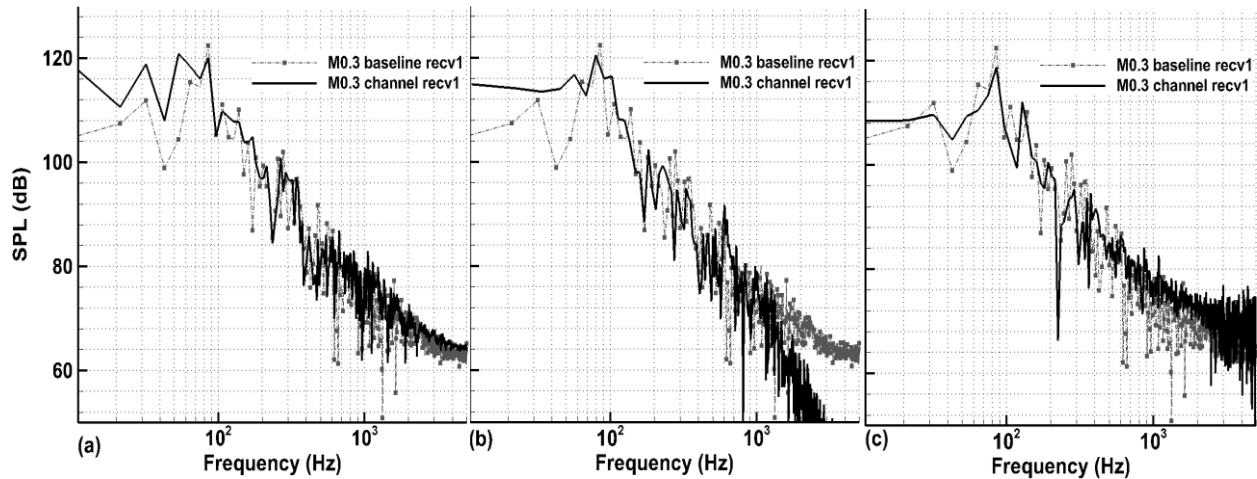 120
100
80
60
SPL (dB)
M0.3 baseline recv1
M0.3 channel recv1
(a)
10²
10³
Frequency (Hz)
M0.3 baseline recv1
M0.3 channel recv1
(b)
10²
10³
Frequency (Hz)
M0.3 baseline recv1
M0.3 channel recv1
(c)
10²
10³
Frequency (Hz)